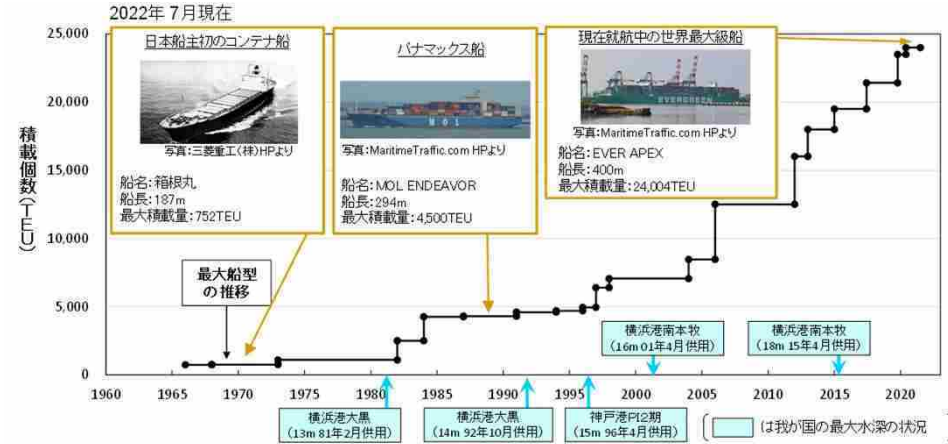 2022年7月現在
25,000
20,000
15,000
10,000
5,000
0
積載個数(TEU)
日本船主初のコンテナ船
写真:三菱重工(株)HPより
船名:箱根丸
船長:187m
最大積載量:752TEU
パナマックス船
MOL
写真:MaritimeTraffic.com HPより
船名:MOL ENDEAVOR
船長:294m
最大積載量:4,500TEU
現在就航中の世界最大級船
EVERGREEN
写真:MaritimeTraffic.com HPより
船名:EVER APEX
船長:400m
最大積載量:24,004TEU
最大船型
の推移
横浜港南本牧
(16m 01年4月供用)
横浜港南本牧
(18m 15年4月供用)
1960
1965
1970
1975
1980
1985
1990
1995
2000
2005
2010
2015
2020
横浜港大黒
(13m 81年2月供用)
横浜港大黒
(14m 92年10月供用)
神戸港PI2期
(15m 96年4月供用)
は我が国の最大水深の状況